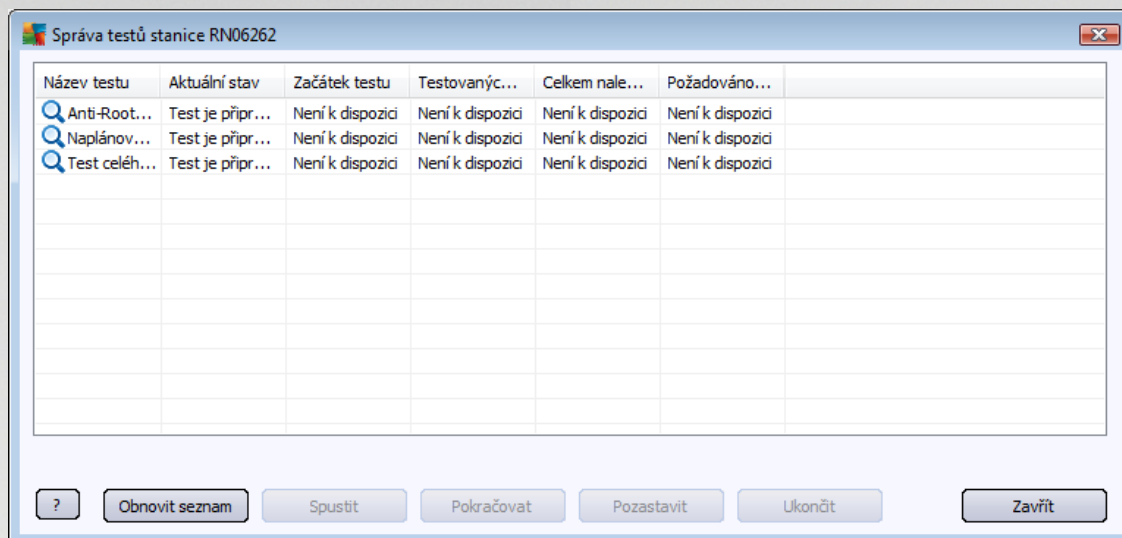 Správa testů stanice RN06262
Název testu Aktuální stav Začátek testu Testovanýc... Celkem nale... Požadováno...
Anti-Root... Test je připr... Není k dispozici Není k dispozici Není k dispozici Není k dispozici
Naplánov... Test je připr... Není k dispozici Není k dispozici Není k dispozici Není k dispozici
Test celéh... Test je připr... Není k dispozici Není k dispozici Není k dispozici Není k dispozici
? Obnovit seznam Spustit Pokračovat Pozastavit Ukončit Zavřít